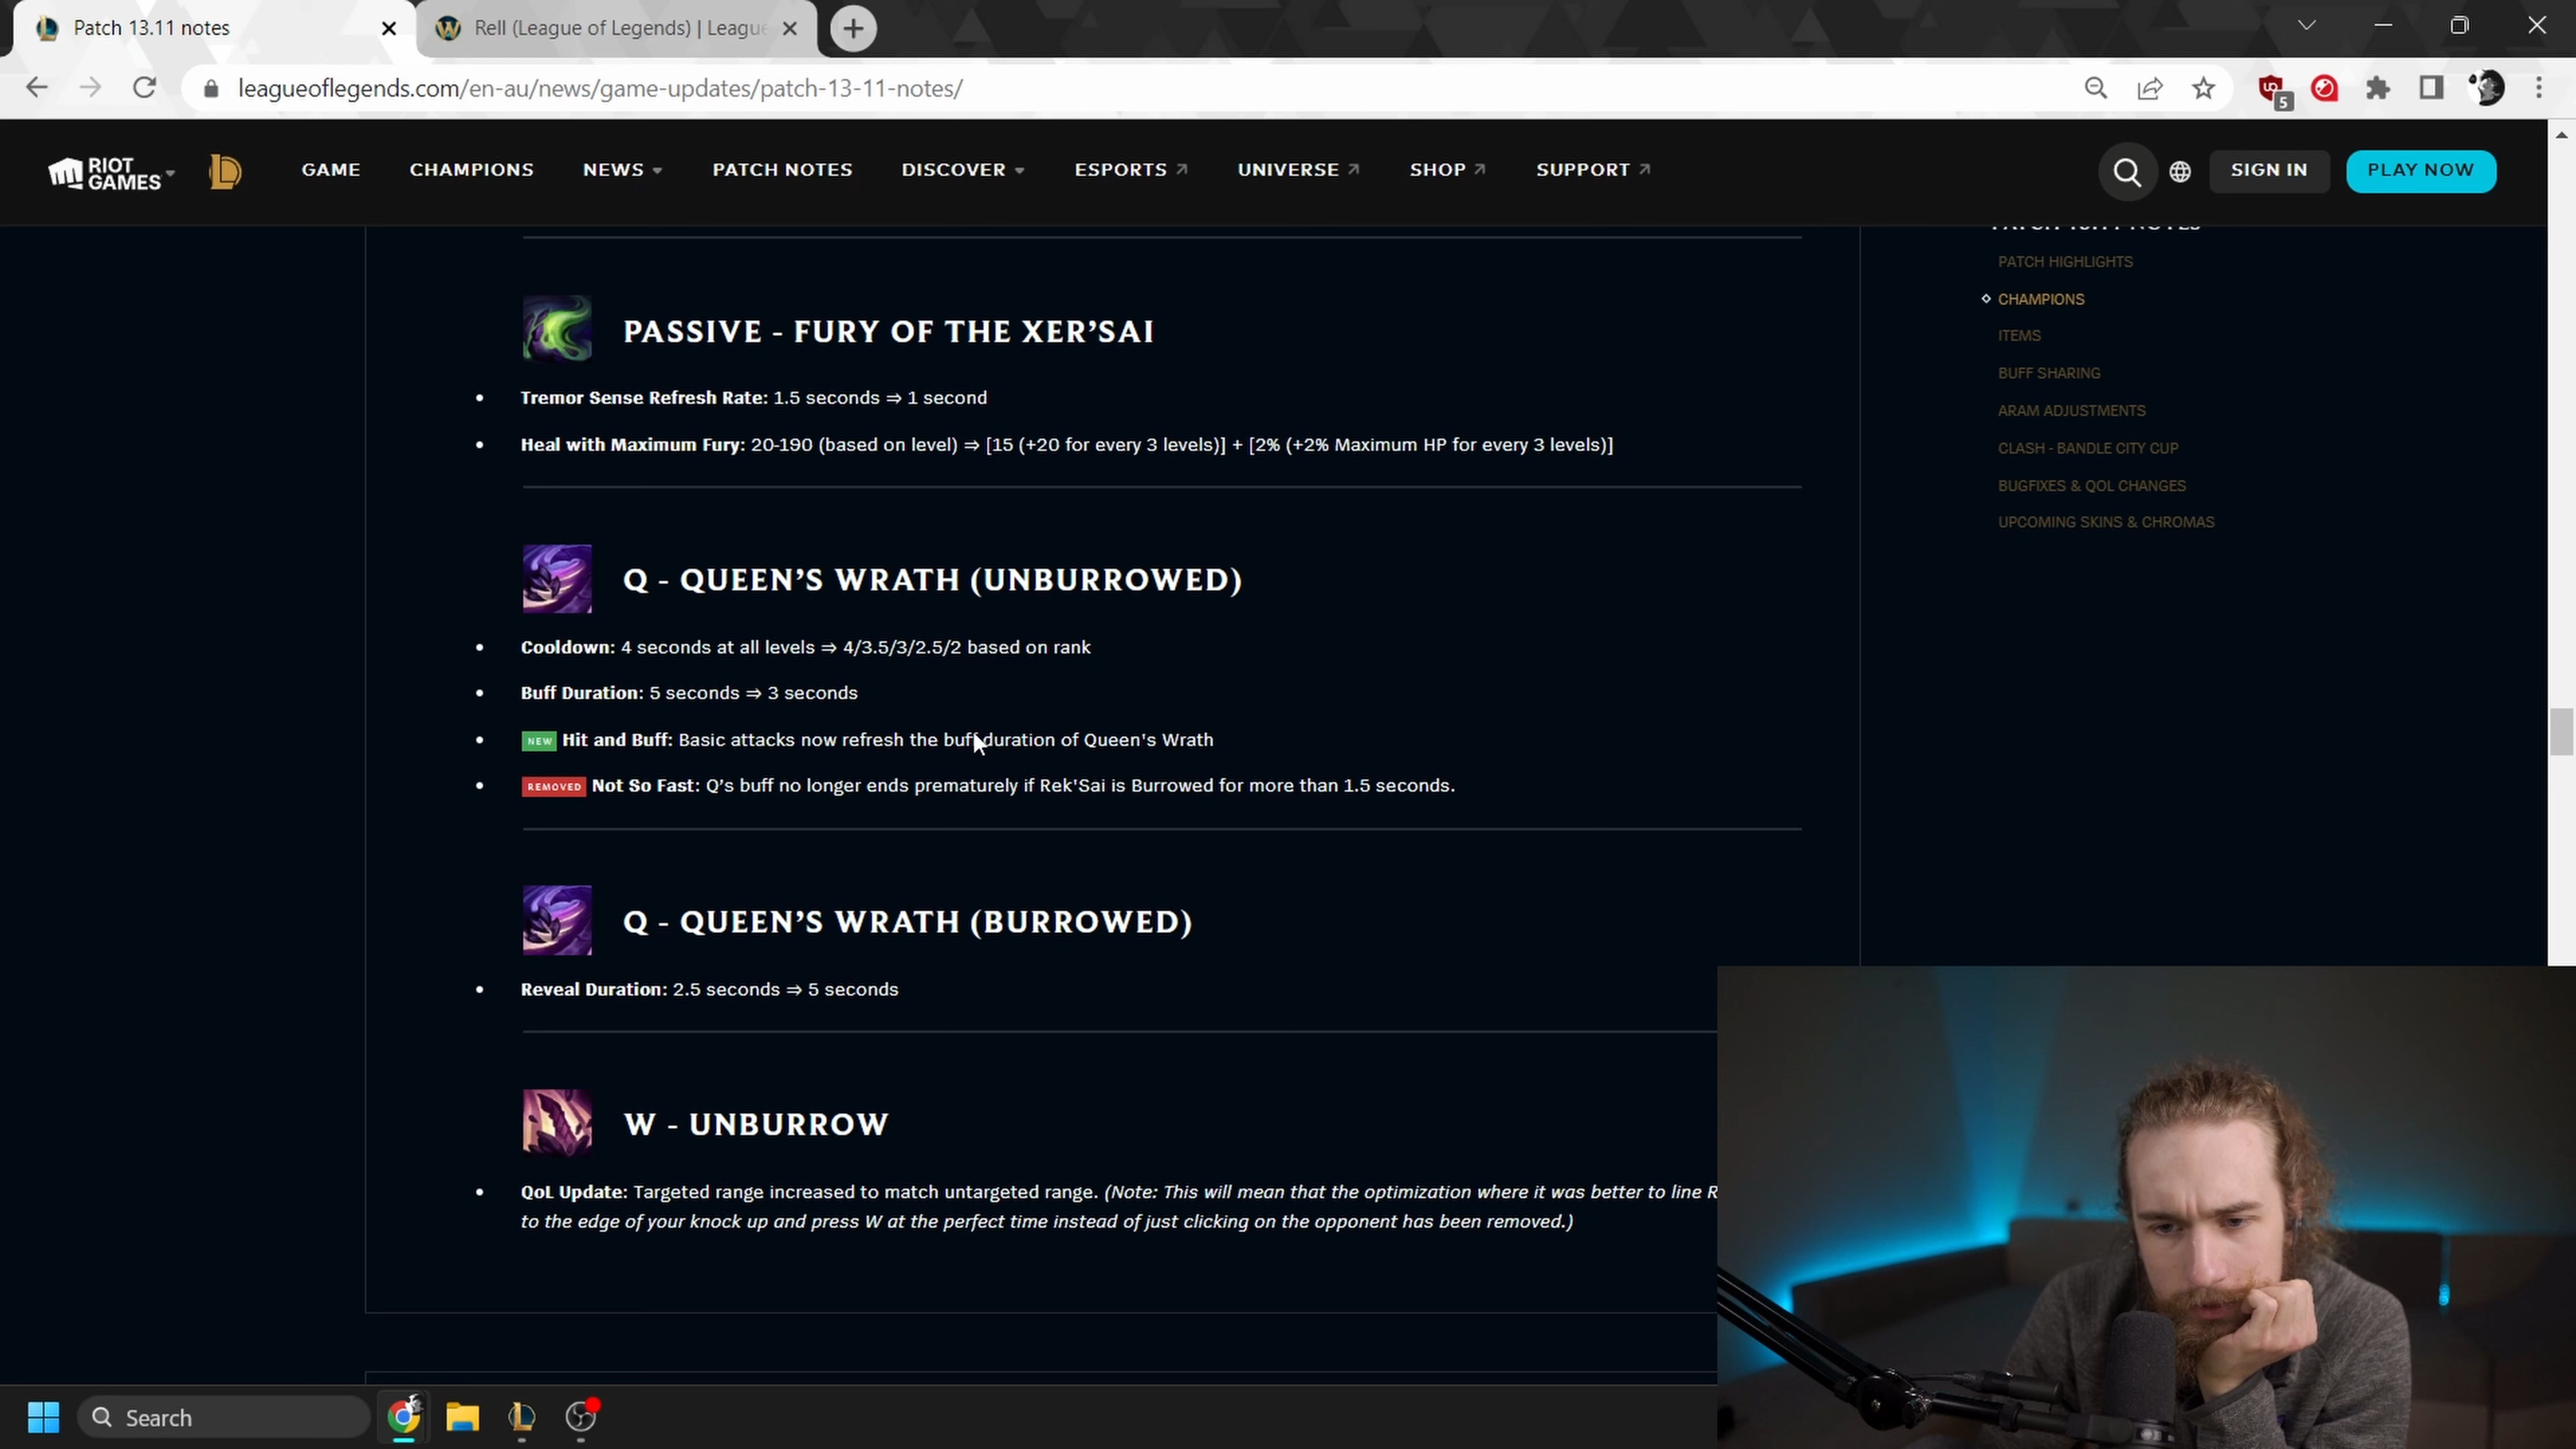 Patch 13.11 notes
Rell (League of Legends) | League
leagueoflegends.com/en-au/news/game-updates/patch-13-11-notes/
5
RIOT GAMES
GAME
CHAMPIONS
NEWS
PATCH NOTES
DISCOVER
ESPORTS
UNIVERSE
SHOP
SUPPORT
SIGN IN
PLAY NOW
PATCH 13.11 NOTES
PATCH HIGHLIGHTS
CHAMPIONS
ITEMS
BUFF SHARING
ARAM ADJUSTMENTS
CLASH - BANDLE CITY CUP
BUGFIXES & QOL CHANGES
UPCOMING SKINS & CHROMAS
PASSIVE - FURY OF THE XER’SAI
• Tremor Sense Refresh Rate: 1.5 seconds ⇒ 1 second
• Heal with Maximum Fury: 20-190 (based on level) ⇒ [15 (+20 for every 3 levels)] + [2% (+2% Maximum HP for every 3 levels)]
Q - QUEEN’S WRATH (UNBURROWED)
• Cooldown: 4 seconds at all levels ⇒ 4/3.5/3/2.5/2 based on rank
• Buff Duration: 5 seconds ⇒ 3 seconds
• NEW Hit and Buff: Basic attacks now refresh the buff duration of Queen's Wrath
• REMOVED Not So Fast: Q’s buff no longer ends prematurely if Rek'Sai is Burrowed for more than 1.5 seconds.
Q - QUEEN’S WRATH (BURROWED)
• Reveal Duration: 2.5 seconds ⇒ 5 seconds
W - UNBURROW
• QoL Update: Targeted range increased to match untargeted range. (Note: This will mean that the optimization where it was better to line R
to the edge of your knock up and press W at the perfect time instead of just clicking on the opponent has been removed.)
Search